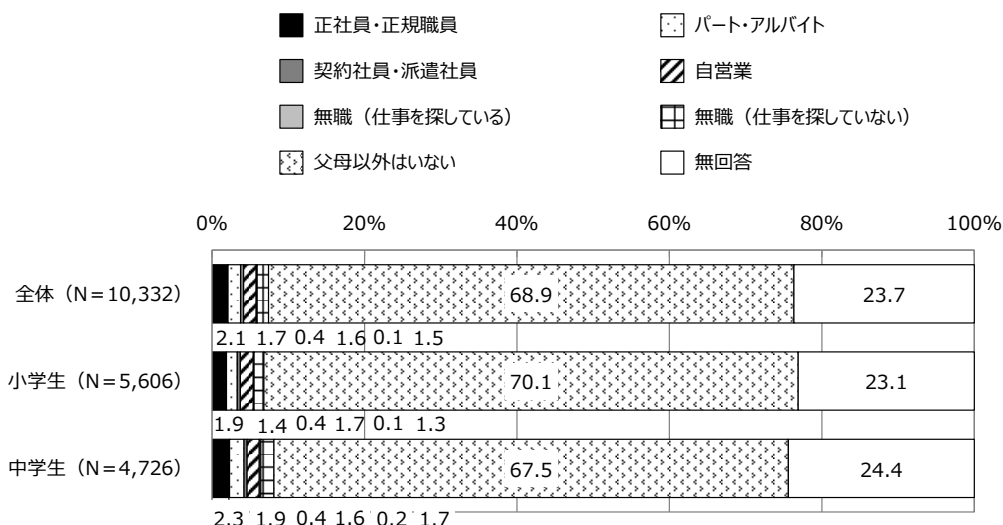 正社員・正規職員 パート・アルバイト
契約社員・派遣社員 自営業
無職（仕事を探している） 無職（仕事を探していない）
父母以外はいない 無回答
0% 20% 40% 60% 80% 100%
全体（N＝10,332） 68.9 23.7
2.1 1.7 0.4 1.6 0.1 1.5
小学生（N＝5,606） 70.1 23.1
1.9 1.4 0.4 1.7 0.1 1.3
中学生（N＝4,726） 67.5 24.4
2.3 1.9 0.4 1.6 0.2 1.7